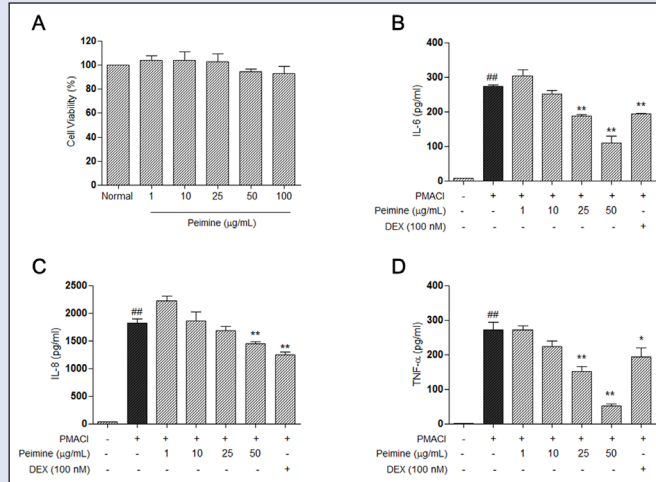 A
120
100
80
60
40
20
0
Cell Viability (%)
Normal 1 10 25 50 100
Peimine (µg/mL)
B
400
300
200
100
0
IL-6 (pg/ml)
## ** ** **
PMACI - + + + + + +
Peimine (µg/mL) - - 1 10 25 50 -
DEX (100 nM) - - - - - - +
C
2500
2000
1500
1000
500
0
IL-8 (pg/ml)
## ** **
PMACI - + + + + + +
Peimine (µg/mL) - - 1 10 25 50 -
DEX (100 nM) - - - - - - +
D
400
300
200
100
0
TNF-α (pg/ml)
## ** ** *
PMACI - + + + + + +
Peimine (µg/mL) - - 1 10 25 50 -
DEX (100 nM) - - - - - - +